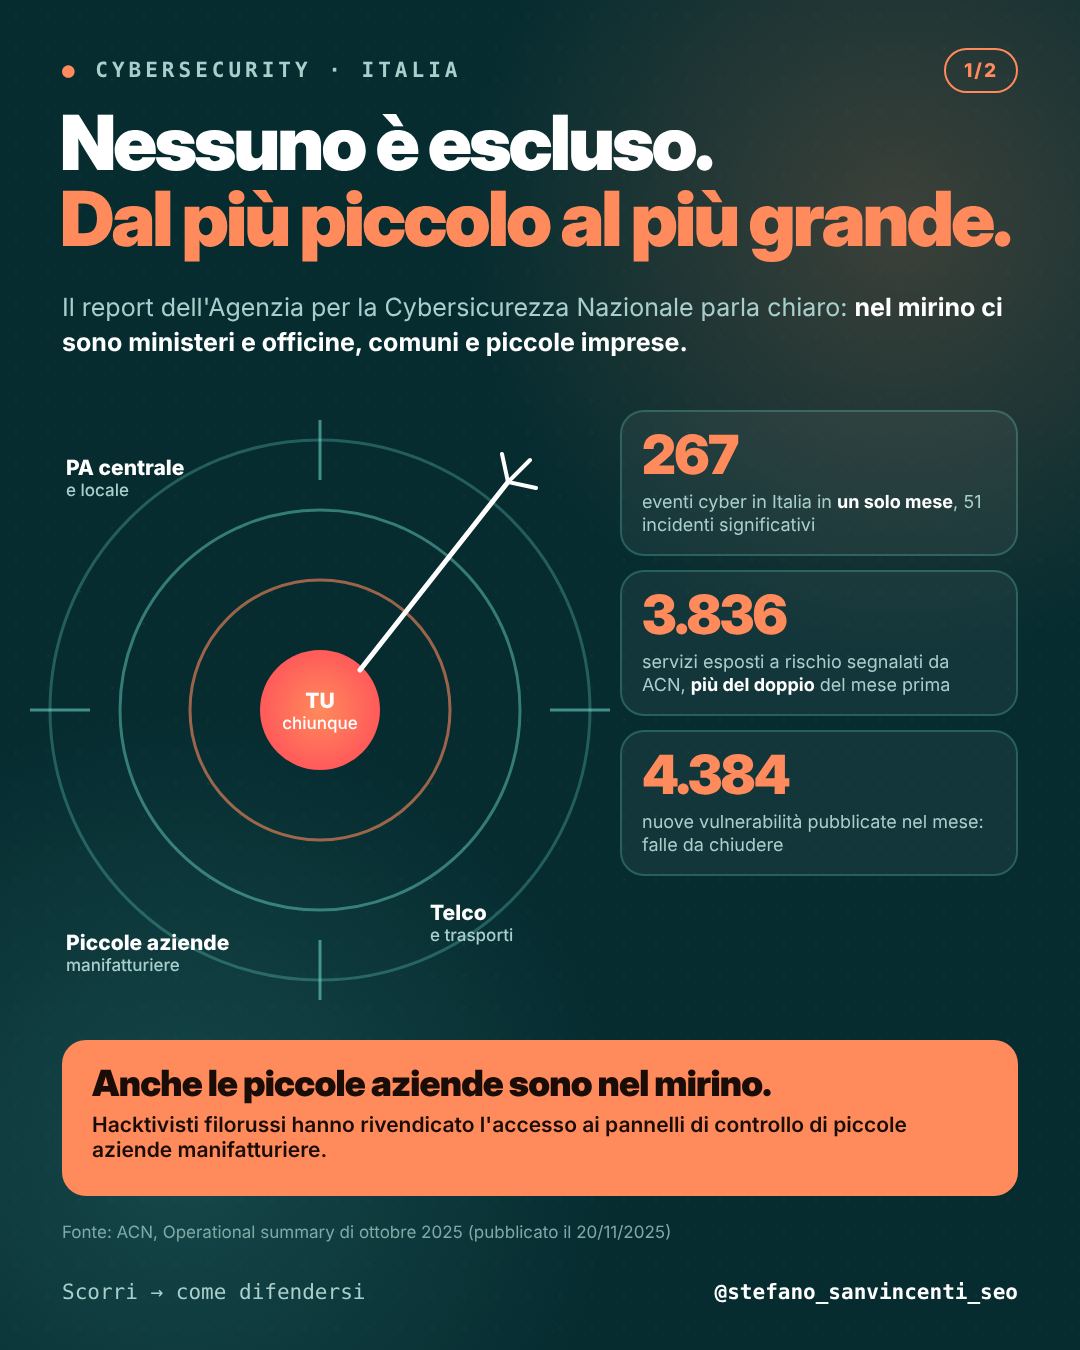 CYBERSECURITY · ITALIA
1/2
Nessuno è escluso.
Dal più piccolo al più grande.
Il report dell'Agenzia per la Cybersicurezza Nazionale parla chiaro: nel mirino ci
sono ministeri e officine, comuni e piccole imprese.
PA centrale
e locale
TU
chiunque
Telco
e trasporti
Piccole aziende
manifatturiere
267
eventi cyber in Italia in un solo mese, 51
incidenti significativi
3.836
servizi esposti a rischio segnalati da
ACN, più del doppio del mese prima
4.384
nuove vulnerabilità pubblicate nel mese:
falle da chiudere
Anche le piccole aziende sono nel mirino.
Hacktivisti filorussi hanno rivendicato l'accesso ai pannelli di controllo di piccole
aziende manifatturiere.
Fonte: ACN, Operational summary di ottobre 2025 (pubblicato il 20/11/2025)
Scorri → come difendersi
@stefano_sanvincenti_seo